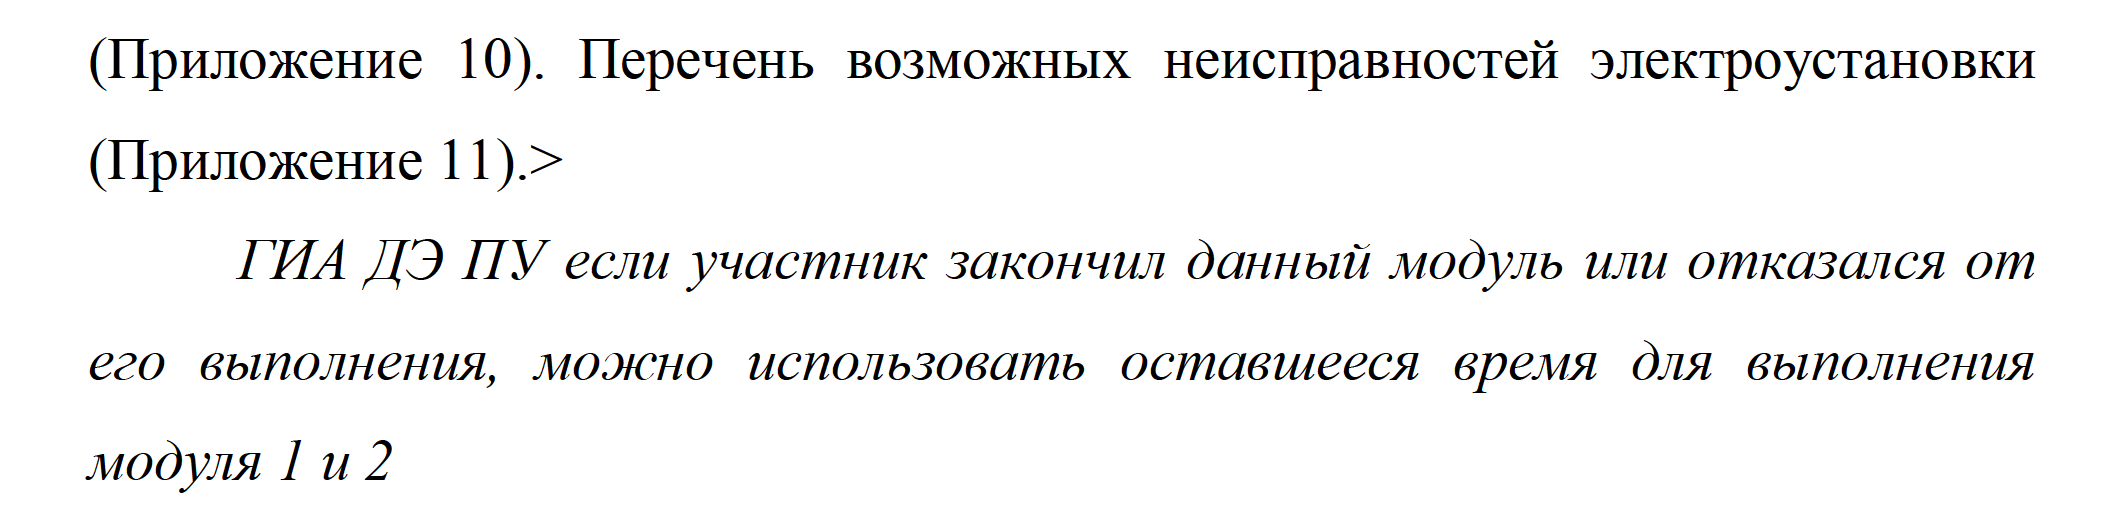 (Приложение 10). Перечень возможных неисправностей электроустановки
(Приложение 11).>
ГИА ДЭ ПУ если участник закончил данный модуль или отказался от
его выполнения, можно использовать оставшееся время для выполнения
модуля 1 и 2